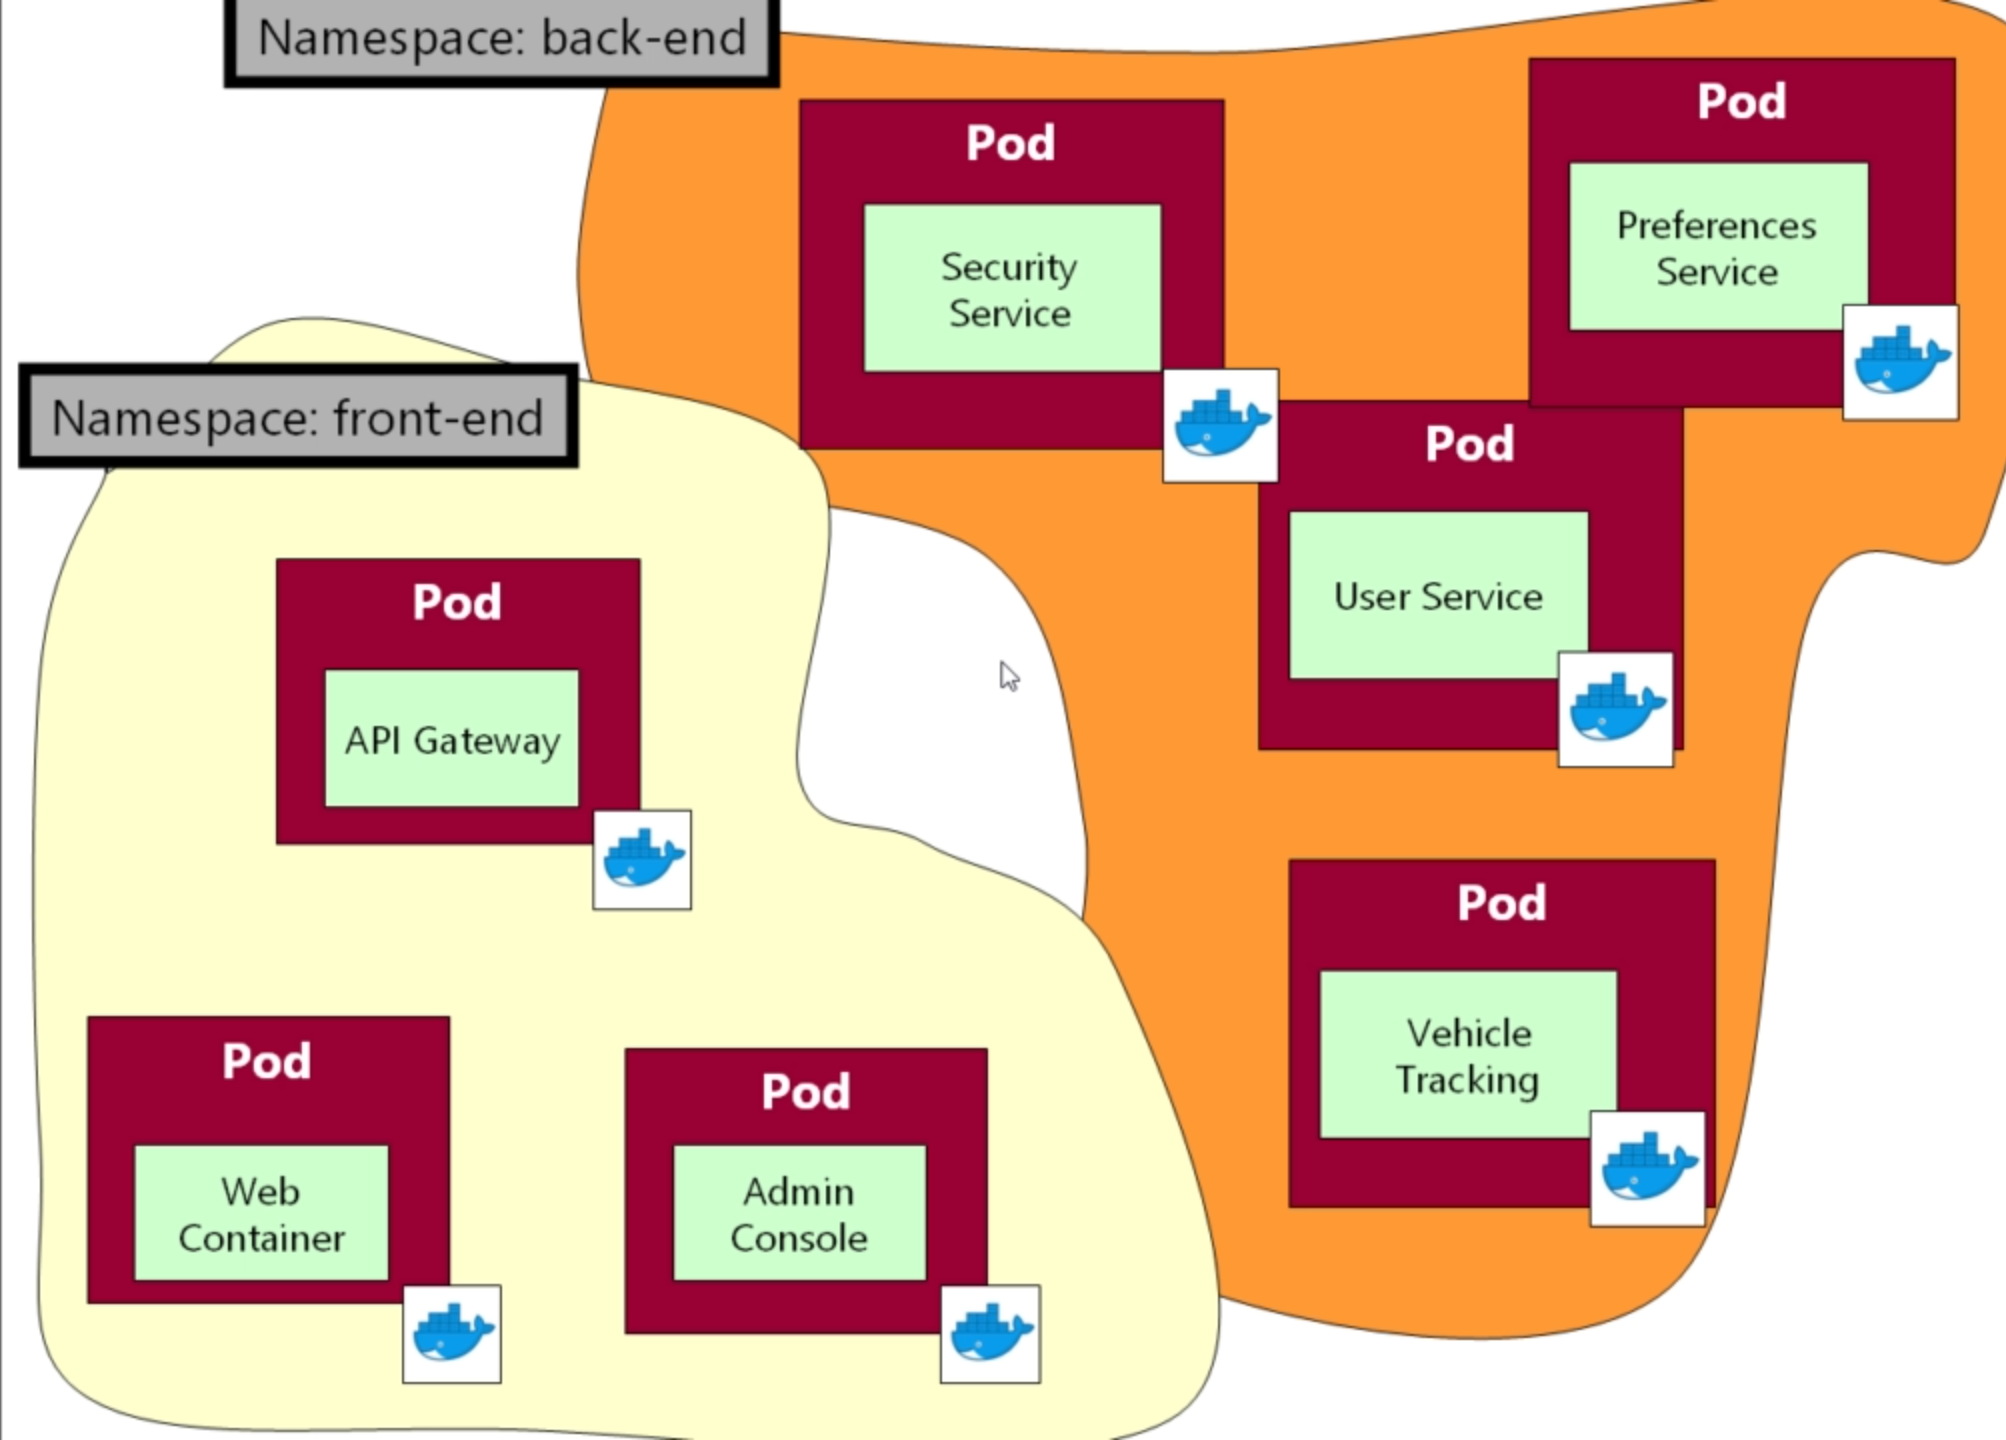 Namespace: back-end
Pod
Security
Service
Pod
Preferences
Service
Namespace: front-end
Pod
User Service
Pod
API Gateway
Pod
Vehicle
Tracking
Pod
Web
Container
Pod
Admin
Console